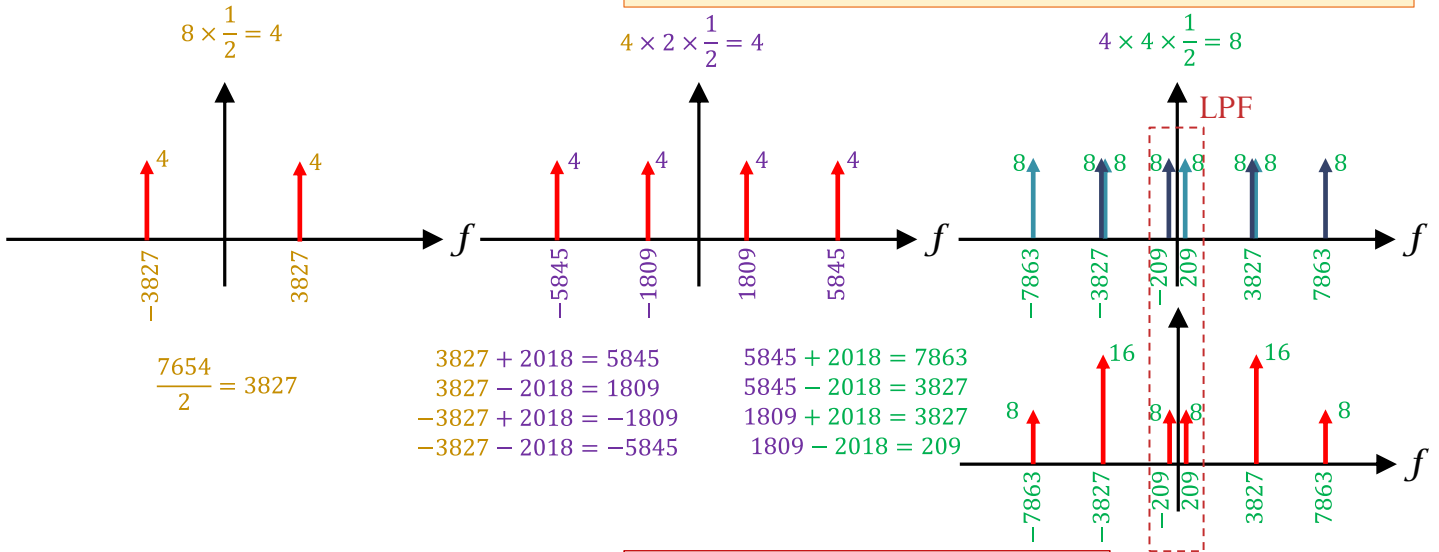 8 × 1/2 = 4
4 × 2 × 1/2 = 4
4 × 4 × 1/2 = 8
LPF
4 4
4 4 4 4
8 8 8 8 8 8 8 8
f
f
f
−3827 3827
−5845 −1809 1809 5845
−7863 −3827 −209 209 3827 7863
7654/2 = 3827
3827 + 2018 = 5845
3827 − 2018 = 1809
−3827 + 2018 = −1809
−3827 − 2018 = −5845
5845 + 2018 = 7863
5845 − 2018 = 3827
1809 + 2018 = 3827
1809 − 2018 = 209
16 16
8 8 8 8
f
−7863 −3827 −209 209 3827 7863